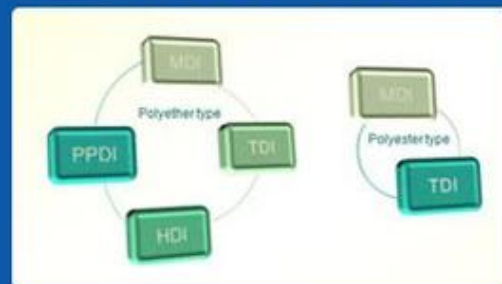 MDI
Polyether type
PPDI
TDI
HDI
MDI
Polyester type
TDI